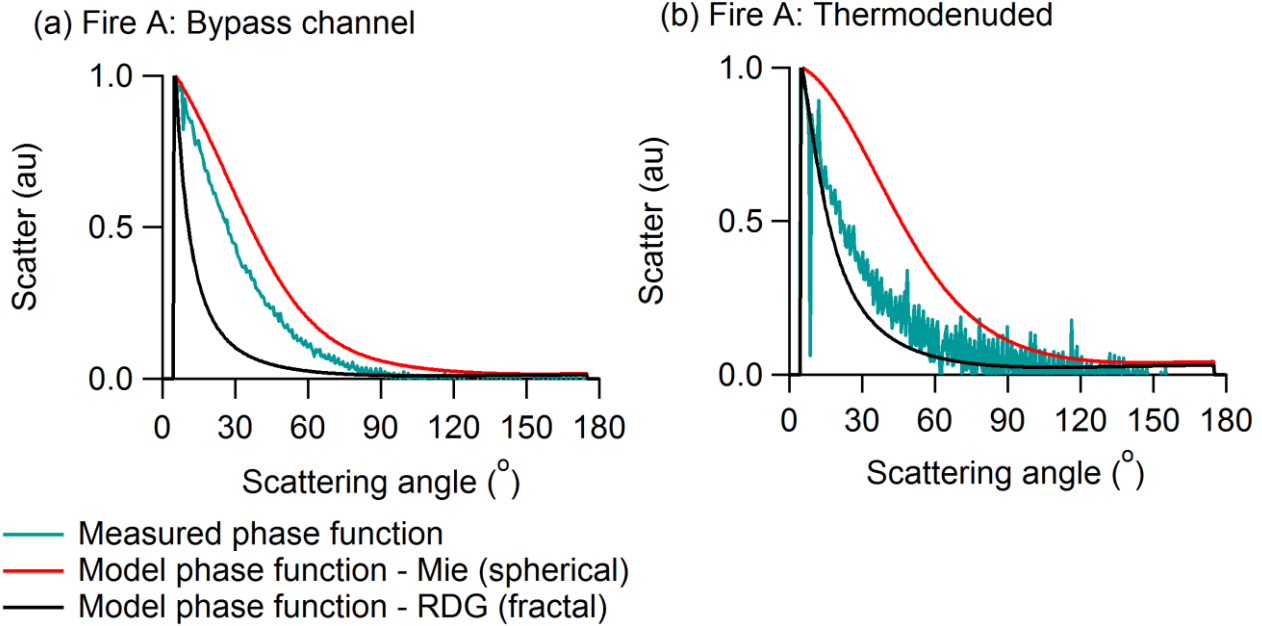 (a) Fire A: Bypass channel
(b) Fire A: Thermodenuded
Scatter (au)
1.0
0.5
0.0
0 30 60 90 120 150 180
Scattering angle (°)
Scatter (au)
1.0
0.5
0.0
0 30 60 90 120 150 180
Scattering angle (°)
Measured phase function
Model phase function - Mie (spherical)
Model phase function - RDG (fractal)